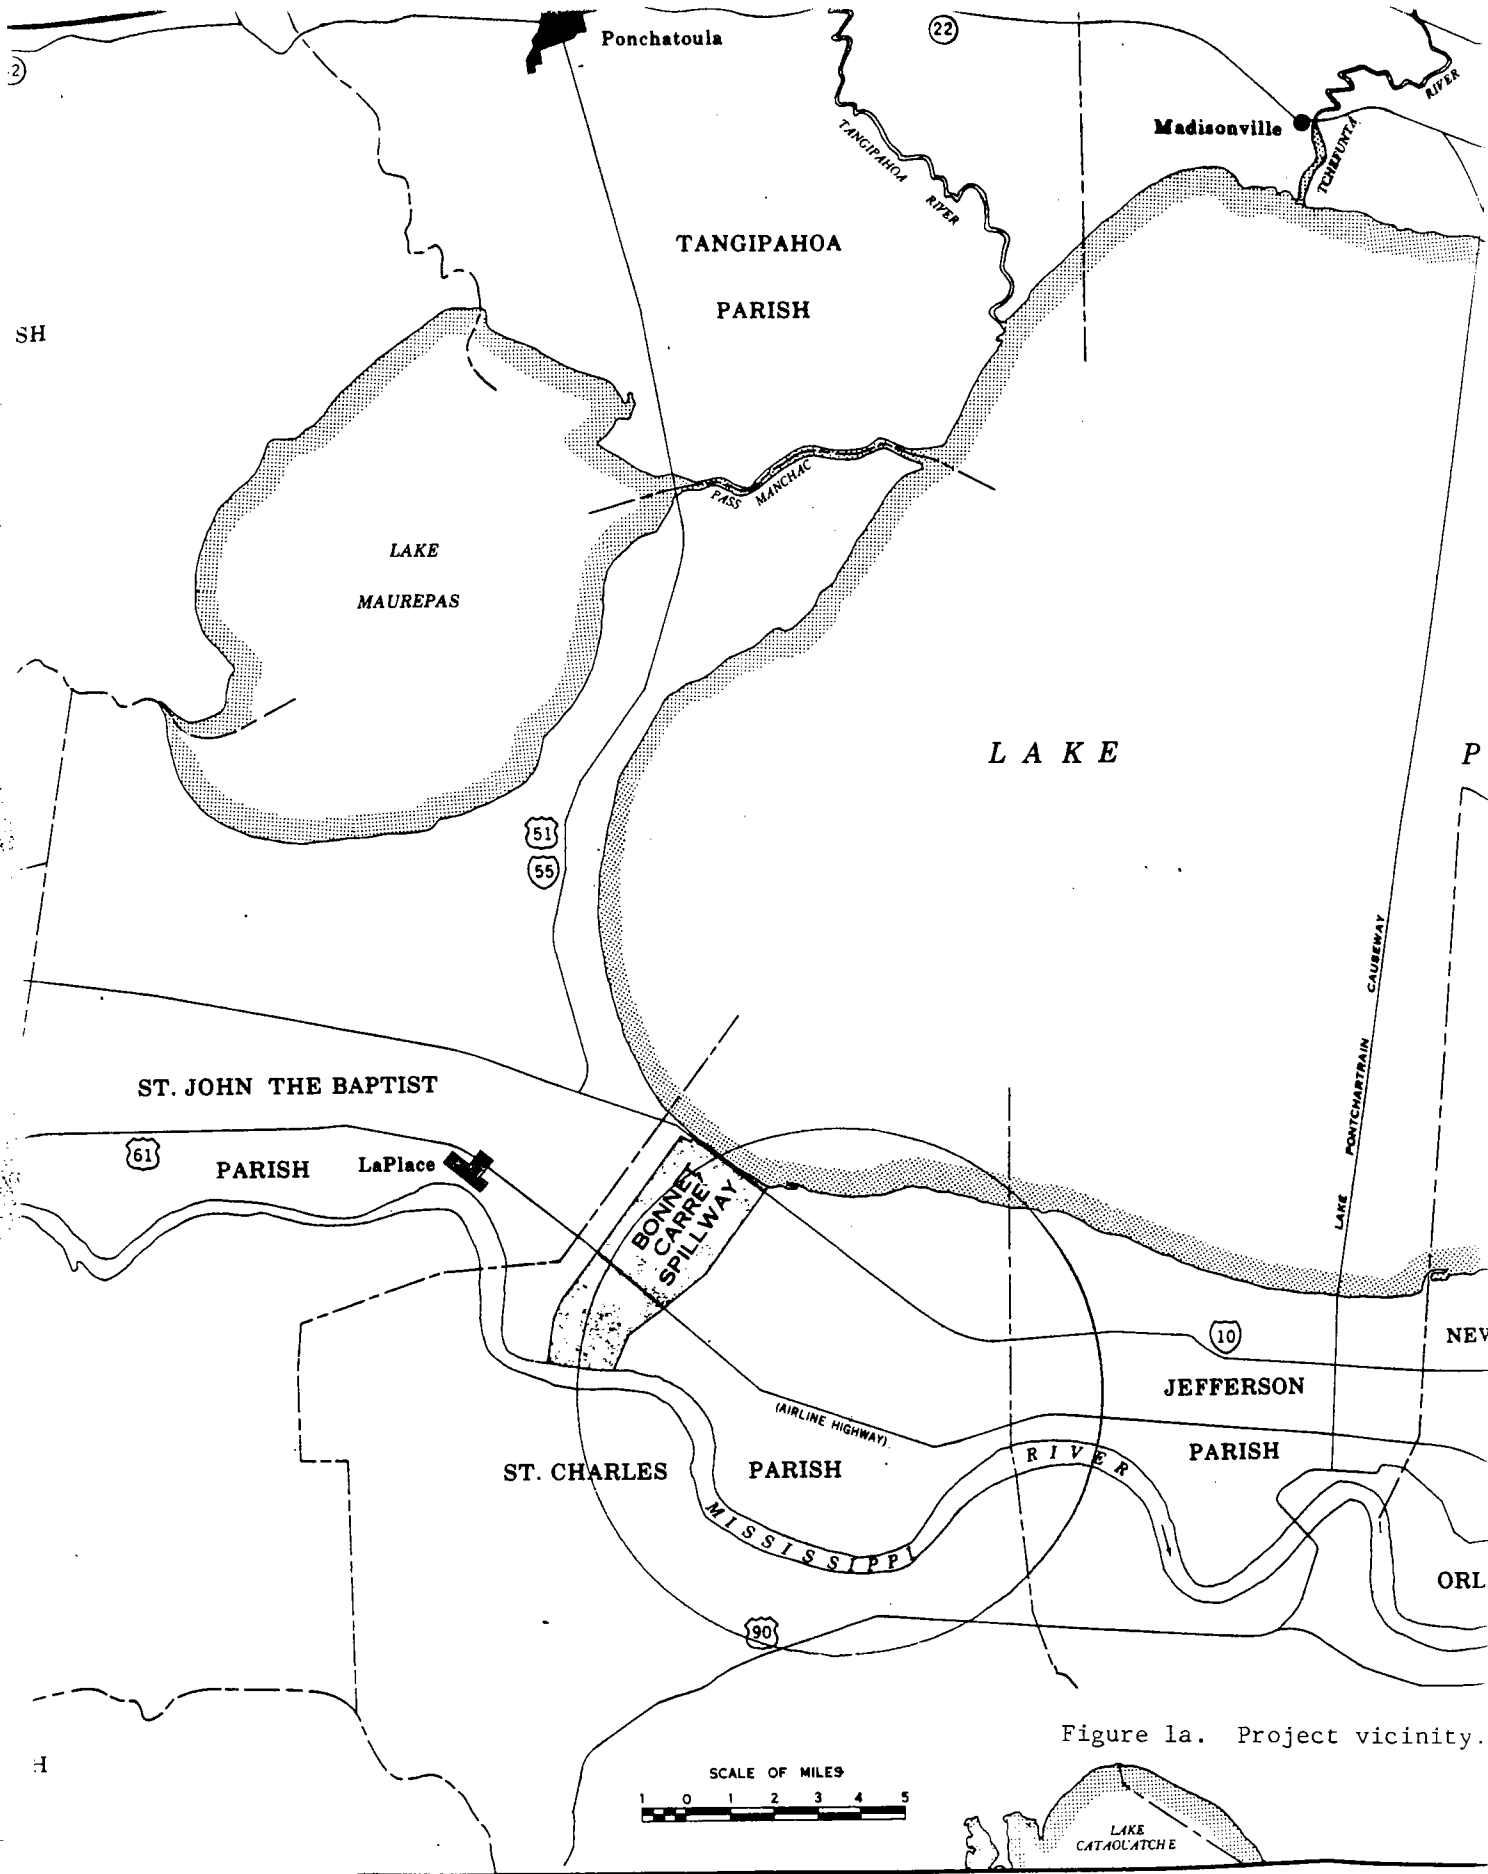 Ponchatoula
22
2
Madisonville
TCHEFUNTA
RIVER
TANGIPAHOA
RIVER
TANGIPAHOA
PARISH
SH
PASS MANCHAC
LAKE
MAUREPAS
LAKE
P
51
55
LAKE PONTCHARTRAIN CAUSEWAY
ST. JOHN THE BAPTIST
61
PARISH
LaPlace
BONNET
CARRE
SPILLWAY
10
NEW
JEFFERSON
(AIRLINE HIGHWAY)
PARISH
RIVER
ST. CHARLES PARISH
MISSISSIPPI
ORL
90
Figure 1a. Project vicinity.
H
SCALE OF MILES
1 0 1 2 3 4 5
LAKE
CATAOUATCHE